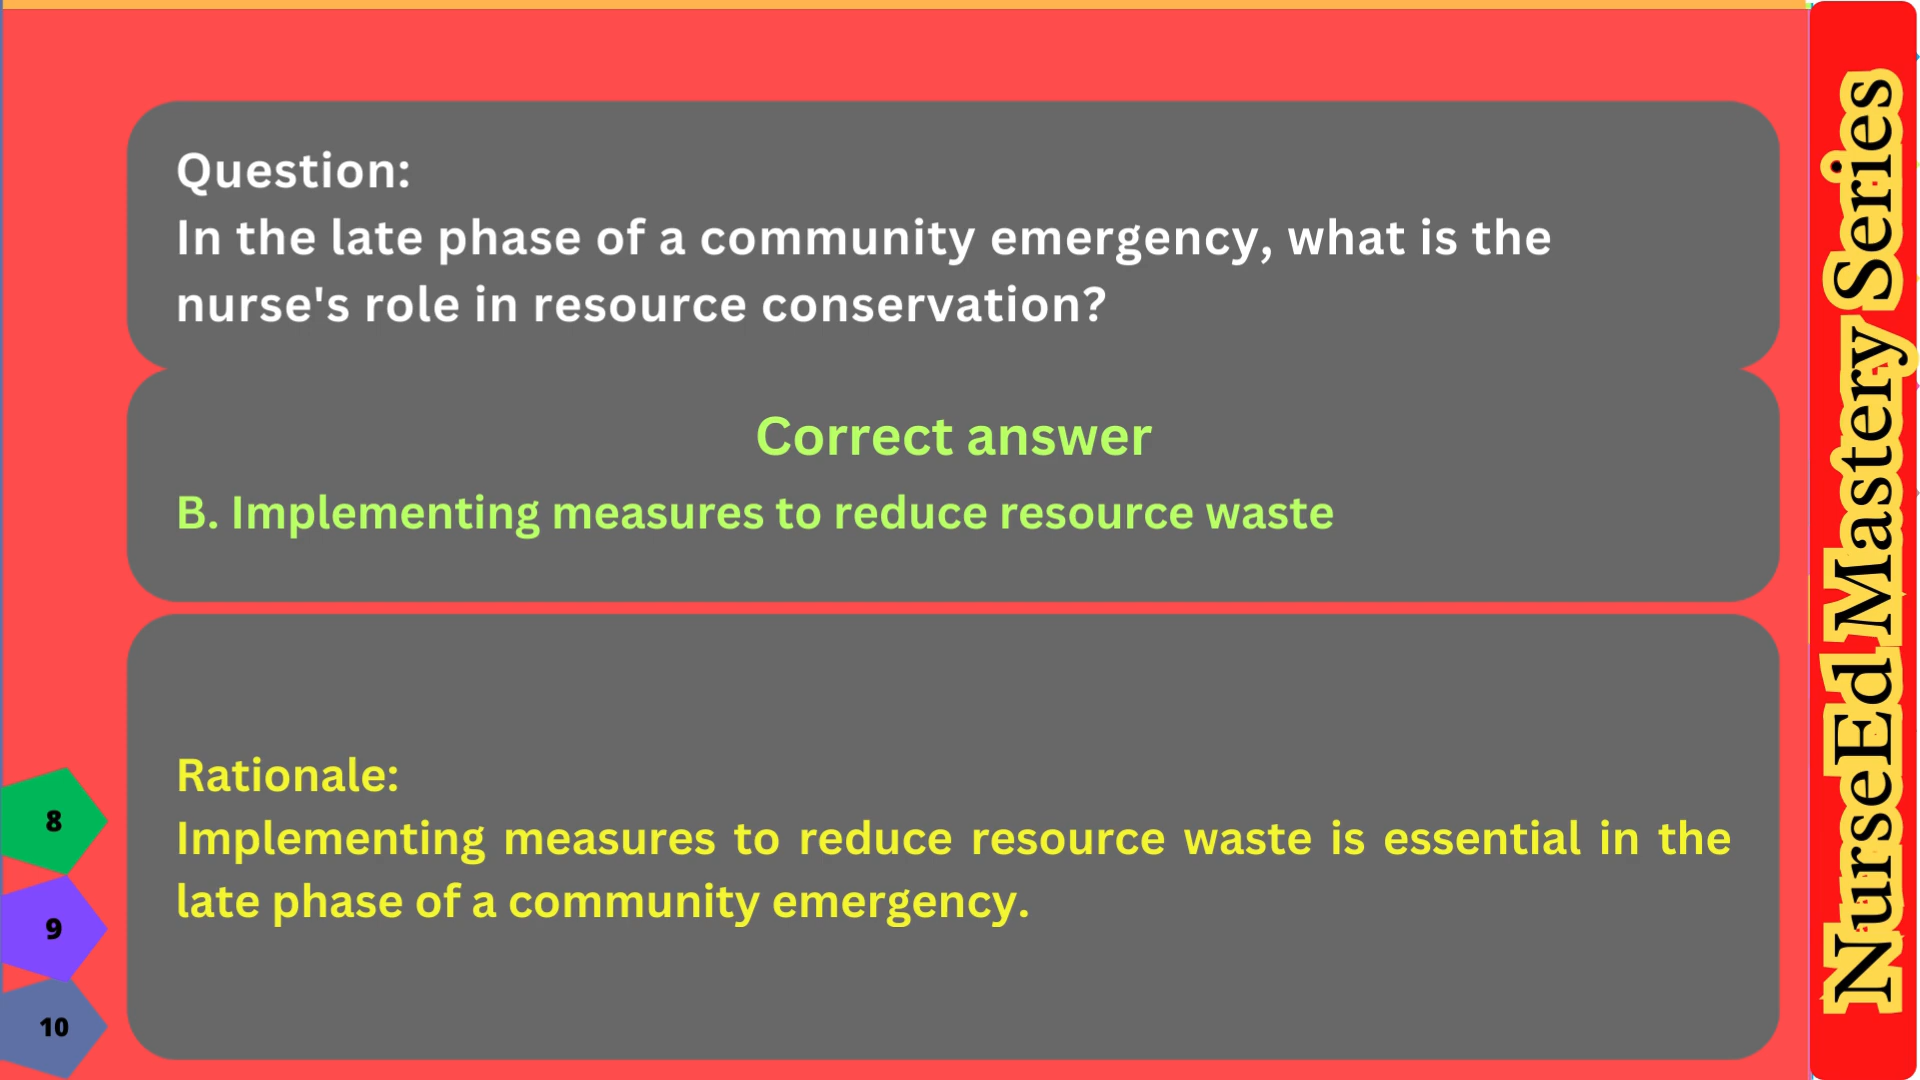 Question:
In the late phase of a community emergency, what is the
nurse's role in resource conservation?
Correct answer
B. Implementing measures to reduce resource waste
Rationale:
Implementing measures to reduce resource waste is essential in the
late phase of a community emergency.
8
9
10
NurseEd Mastery Series